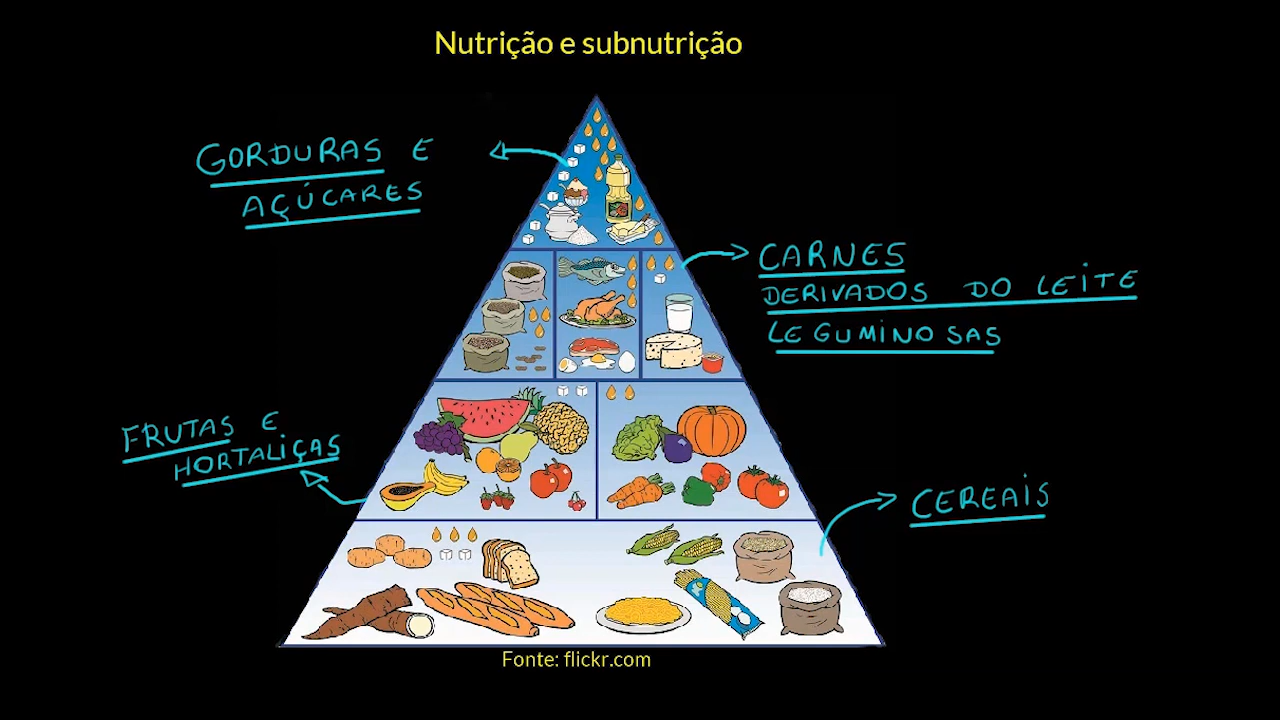 Nutrição e subnutrição
GORDURAS E
AÇÚCARES
CARNES
DERIVADOS DO LEITE
LEGUMINOSAS
FRUTAS E
HORTALIÇAS
CEREAIS
Fonte: flickr.com